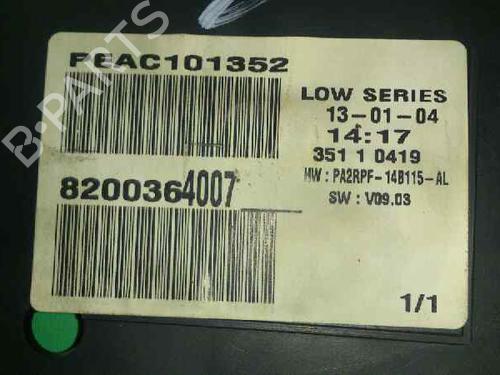 PEAC101352
8200364007
LOW SERIES
13-01-04
14:17
351 1 0419
HW : PA2RPF-14B115-AL
SW : V09.03
1/1
B-PARTS